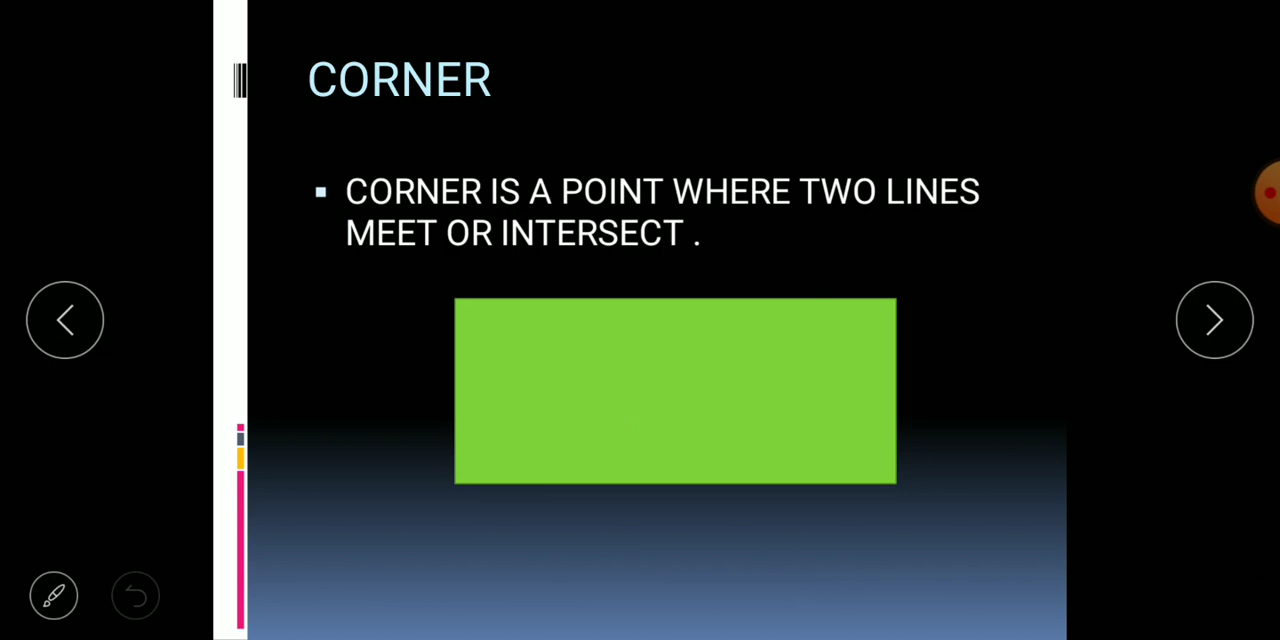 CORNER
CORNER IS A POINT WHERE TWO LINES
MEET OR INTERSECT .